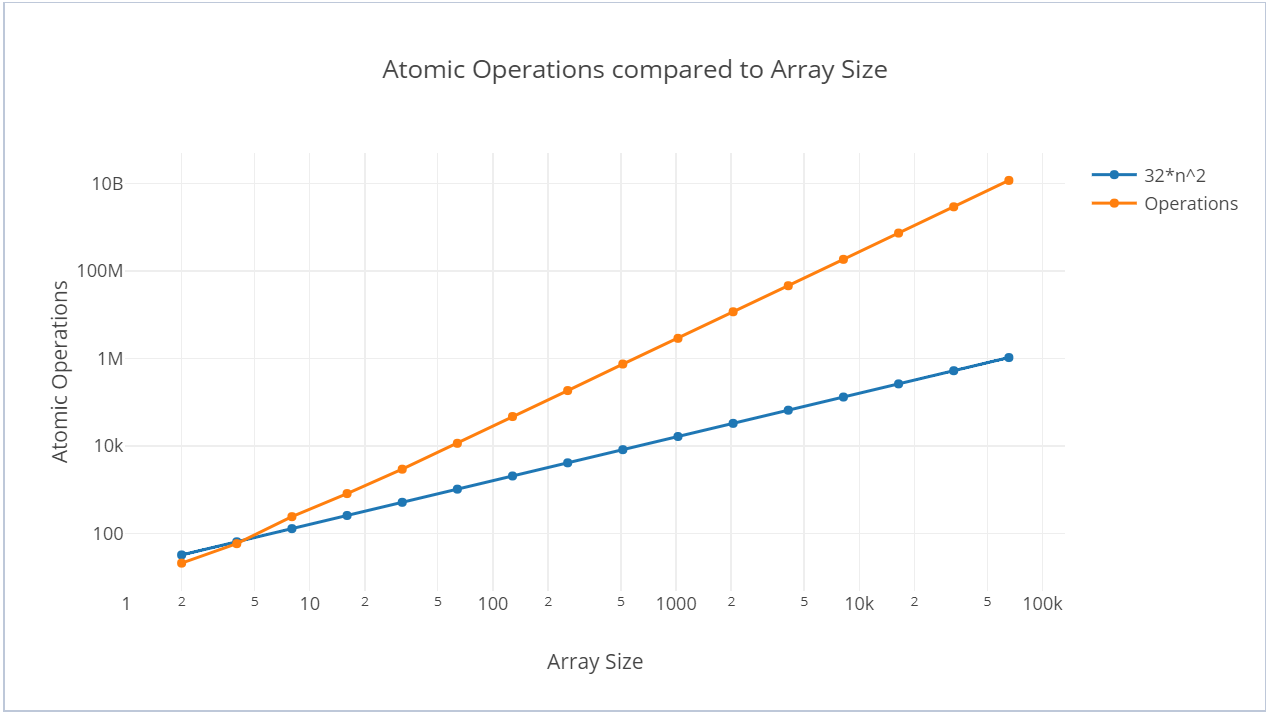 Atomic Operations compared to Array Size
32*n^2
Operations
10B
100M
1M
10k
100
Atomic Operations
1 2 5 10 2 5 100 2 5 1000 2 5 10k 2 5 100k
Array Size